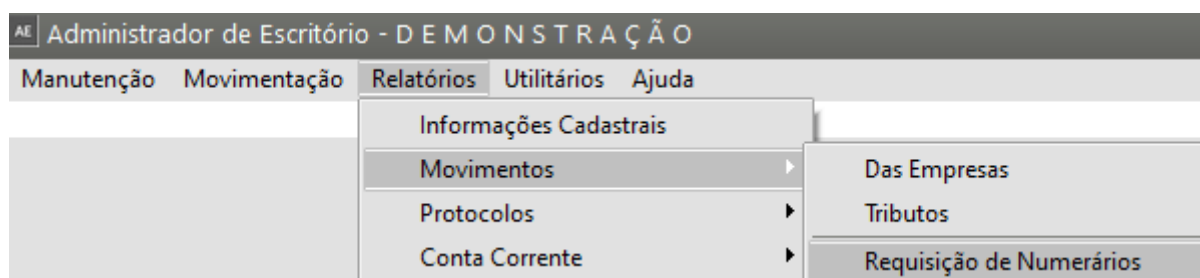 AE Administrador de Escritório - D E M O N S T R A Ç Ã O
Manutenção Movimentação Relatórios Utilitários Ajuda
Informações Cadastrais
Movimentos Das Empresas
Protocolos Tributos
Conta Corrente Requisição de Numerários